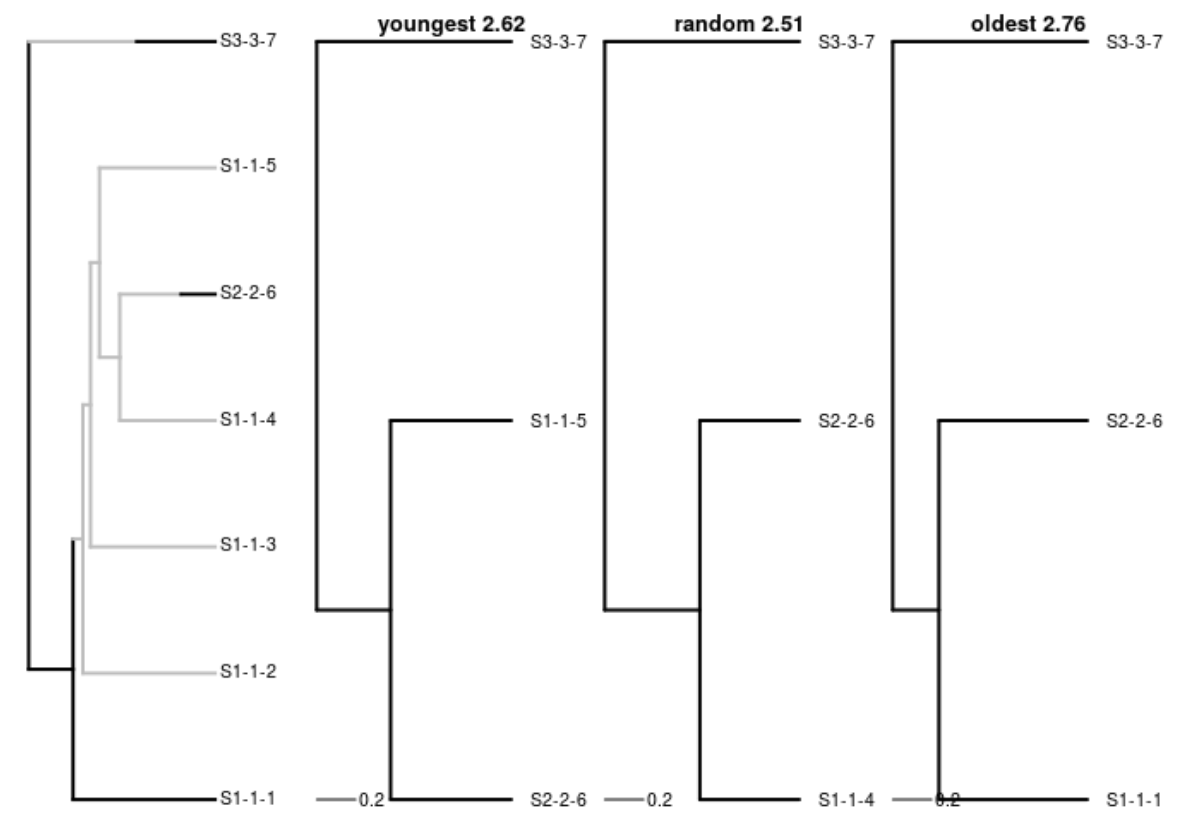 youngest 2.62 random 2.51 oldest 2.76
S3-3-7 S3-3-7 S3-3-7 S3-3-7
S1-1-5
S2-2-6
S1-1-4 S1-1-5 S2-2-6 S2-2-6
S1-1-3
S1-1-2
S1-1-1 0.2 S2-2-6 0.2 S1-1-4 0.2 S1-1-1